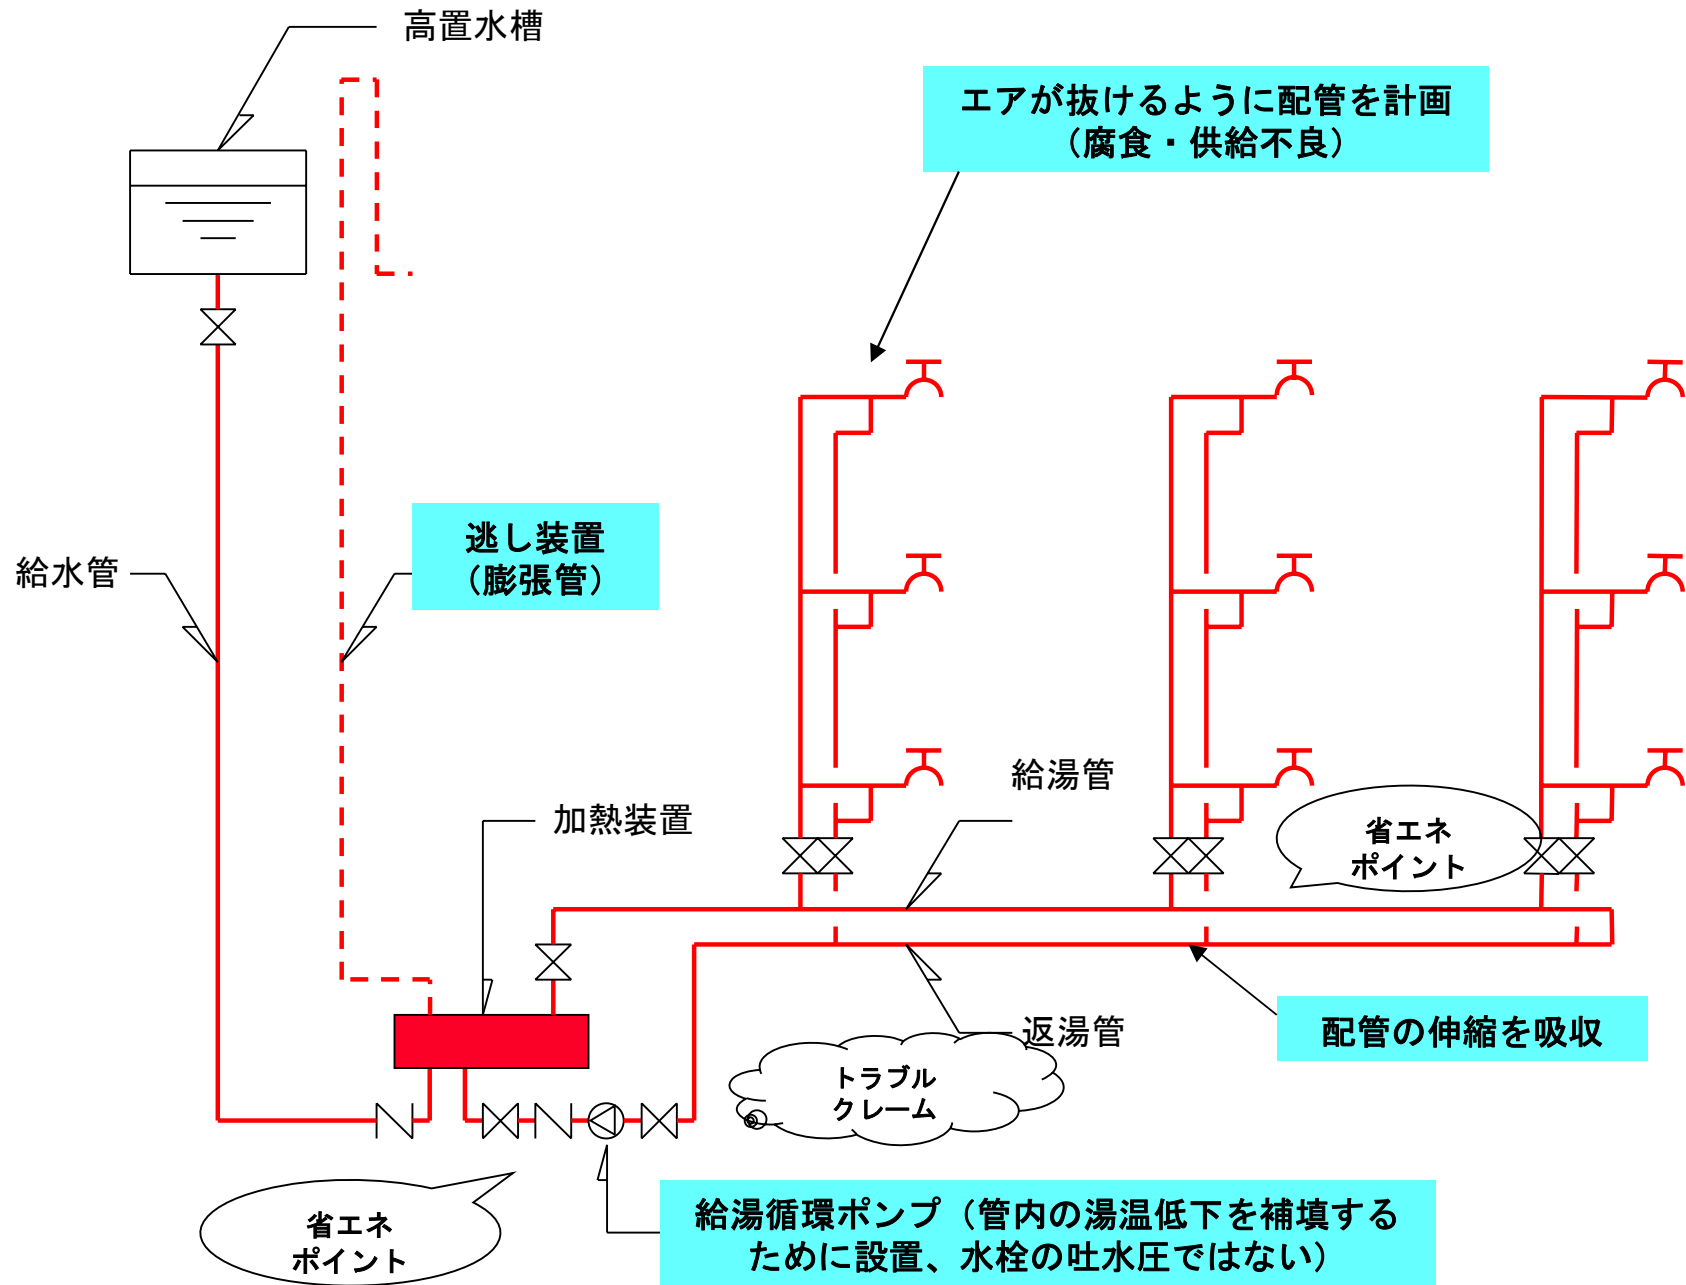 高置水槽
エアが抜けるように配管を計画
（腐食・供給不良）
逃し装置
（膨張管）
給水管
給湯管
加熱装置
省エネ
ポイント
返湯管
配管の伸縮を吸収
トラブル
クレーム
省エネ
ポイント
給湯循環ポンプ（管内の湯温低下を補填する
ために設置、水栓の吐水圧ではない）